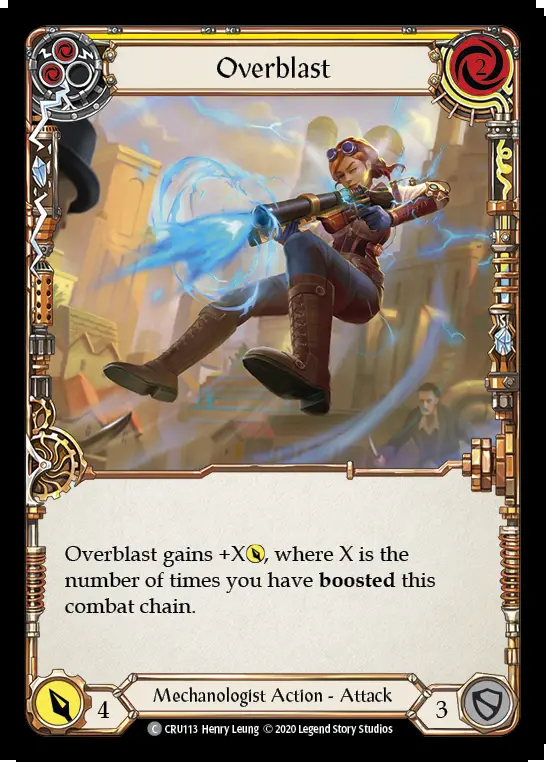 Overblast
2
Overblast gains +X, where X is the
number of times you have boosted this
combat chain.
4
Mechanologist Action - Attack
3
C CRU113 Henry Leung © 2020 Legend Story Studios